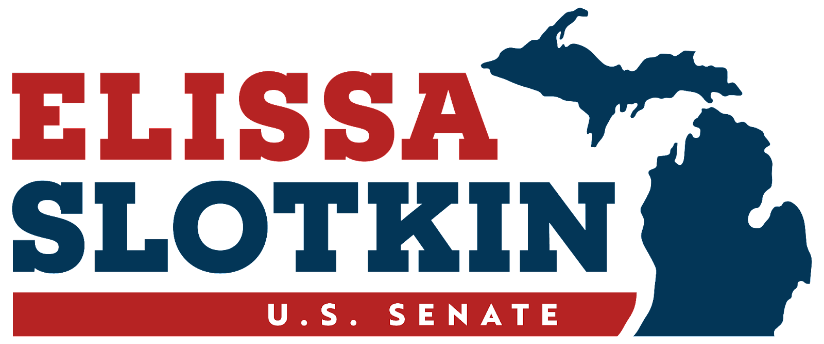 ELISSA
SLOTKIN
U.S. SENATE